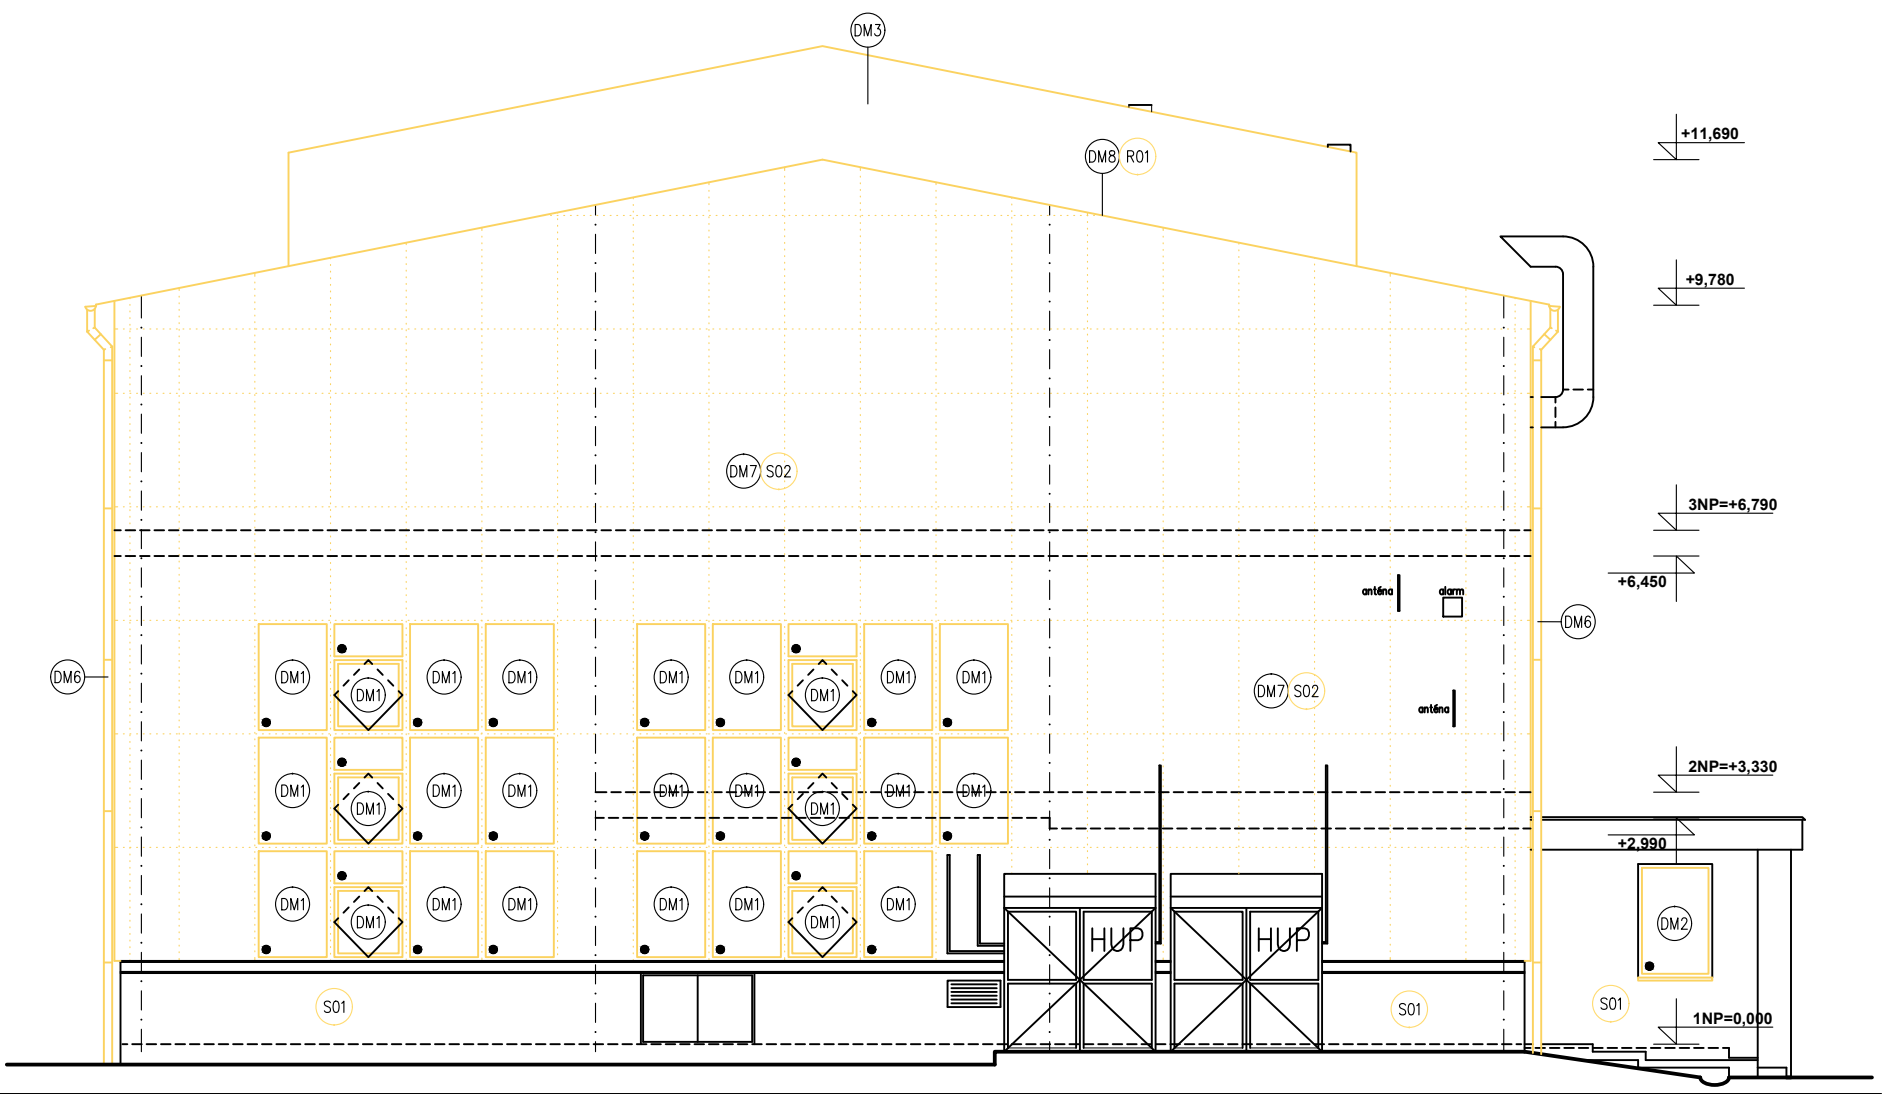 DM3
+11,690
DM8 R01
+9,780
DM7 S02
3NP=+6,790
+6,450
anténa alarm
DM6
DM1 DM1 DM1 DM1 DM1 DM1 DM1 DM1 DM1
DM6
DM7 S02
anténa
2NP=+3,330
DM1 DM1 DM1 DM1 DM1 DM1 DM1 DM1 DM1
+2,990
DM1 DM1 DM1 DM1 DM1 DM1 DM1 DM1
DM2
HUP HUP
S01
S01
S01
1NP=0,000